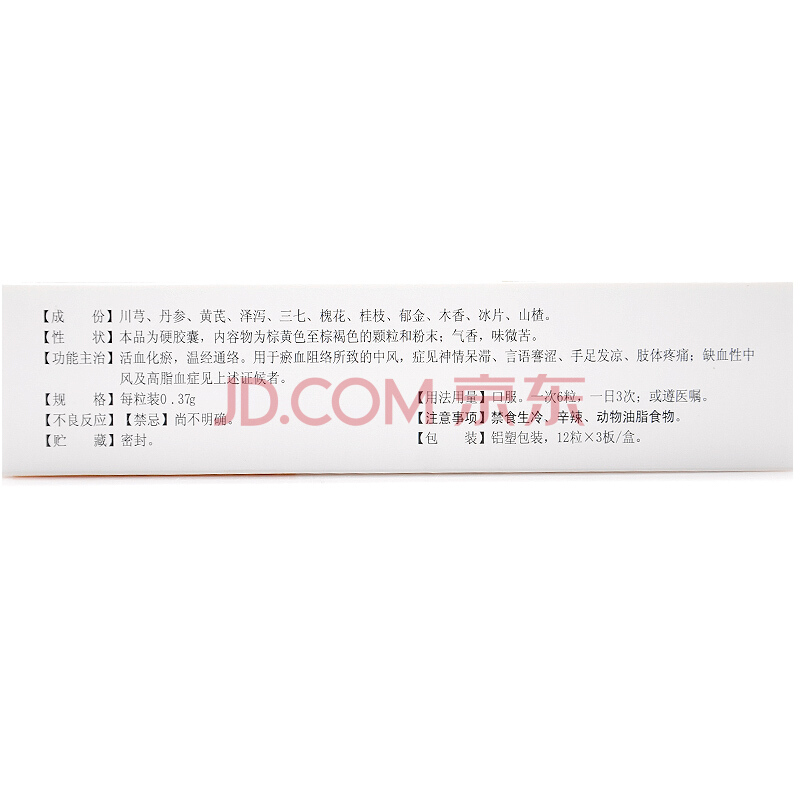 【成　份】川芎、丹参、黄芪、泽泻、三七、槐花、桂枝、郁金、木香、冰片、山楂。
【性　状】本品为硬胶囊，内容物为棕黄色至棕褐色的颗粒和粉末；气香，味微苦。
【功能主治】活血化瘀，温经通络。用于瘀血阻络所致的中风，症见神情呆滞、言语謇涩、手足发凉、肢体疼痛；缺血性中
风及高脂血症见上述证候者。
【规　格】每粒装0.37g
【用法用量】口服。一次6粒，一日3次；或遵医嘱。
【不良反应】【禁忌】尚不明确。
【注意事项】禁食生冷、辛辣、动物油脂食物。
【贮　藏】密封。
【包　装】铝塑包装，12粒×3板/盒。
JD.COM 京东